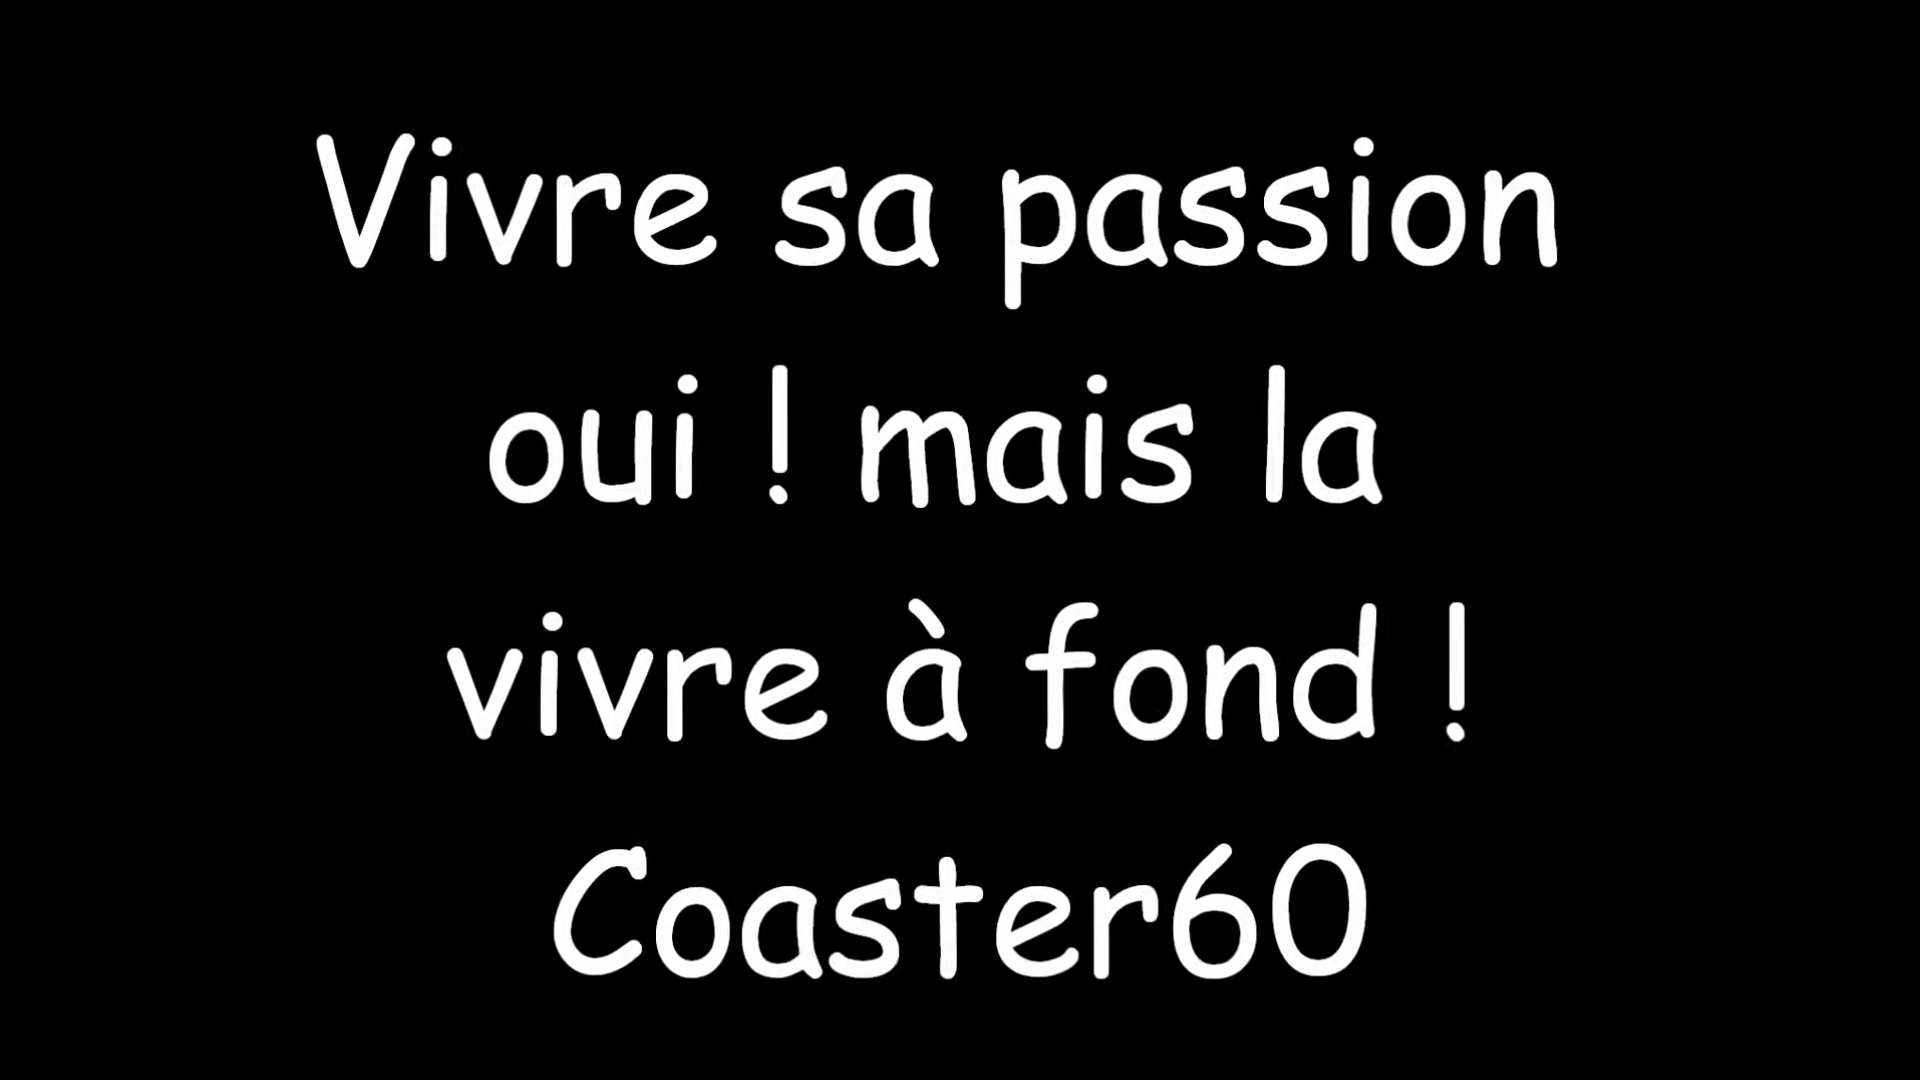 Vivre sa passion
oui ! mais la
vivre à fond !
Coaster60